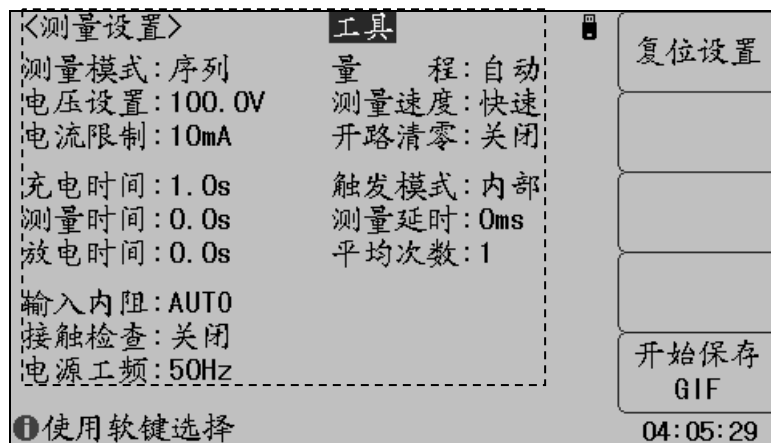 <测量设置> 工具
测量模式:序列 量 程:自动
电压设置:100.0V 测量速度:快速
电流限制:10mA 开路清零:关闭
充电时间:1.0s 触发模式:内部
测量时间:0.0s 测量延时:0ms
放电时间:0.0s 平均次数:1
输入内阻:AUTO
接触检查:关闭
电源工频:50Hz
使用软键选择
复位设置
开始保存
GIF
04:05:29